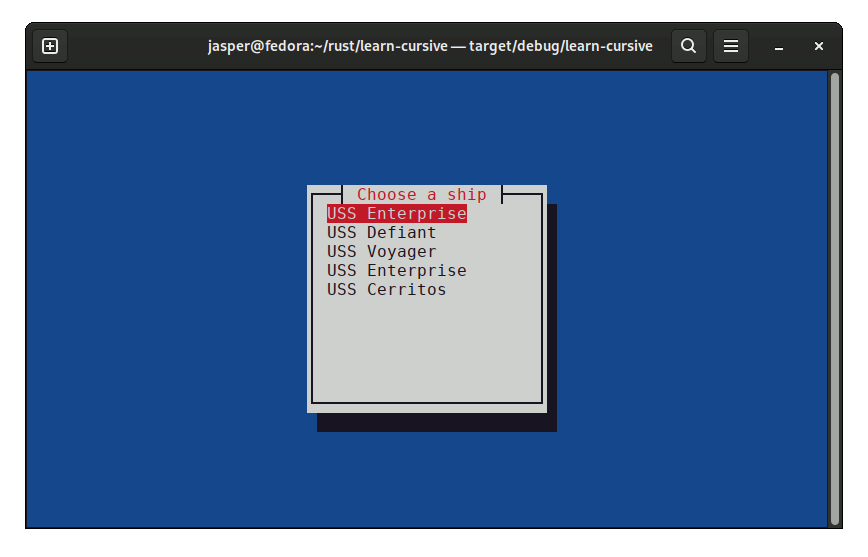 jasper@fedora:~/rust/learn-cursive — target/debug/learn-cursive
Choose a ship
USS Enterprise
USS Defiant
USS Voyager
USS Enterprise
USS Cerritos